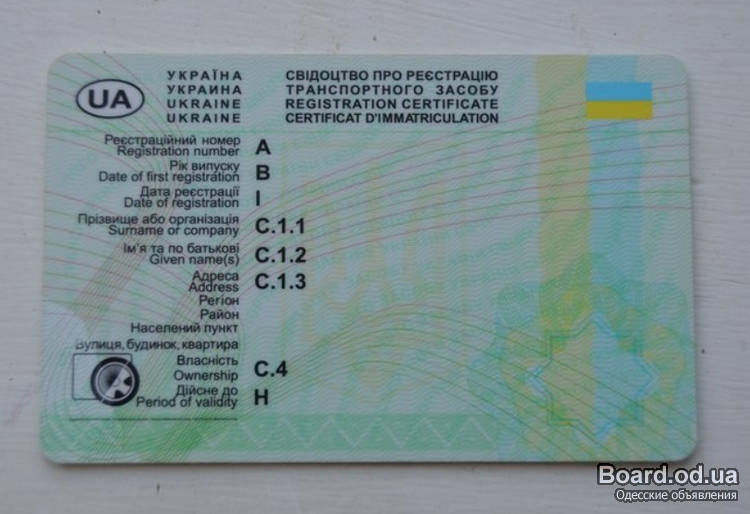 UA
УКРАЇНА
УКРАИНА
UKRAINE
UKRAINE
СВІДОЦТВО ПРО РЕЄСТРАЦІЮ
ТРАНСПОРТНОГО ЗАСОБУ
REGISTRATION CERTIFICATE
CERTIFICAT D'IMMATRICULATION
Реєстраційний номер
Registration number A
Рік випуску
Date of first registration B
Дата реєстрації
Date of registration I
Прізвище або організація
Surname or company C.1.1
Ім'я та по батькові
Given name(s) C.1.2
Адреса
Address C.1.3
Регіон
Район
Населений пункт
Вулиця, будинок, квартира
Власність
Ownership C.4
Дійсне до
Period of validity H
Board.od.ua
Одесские объявления